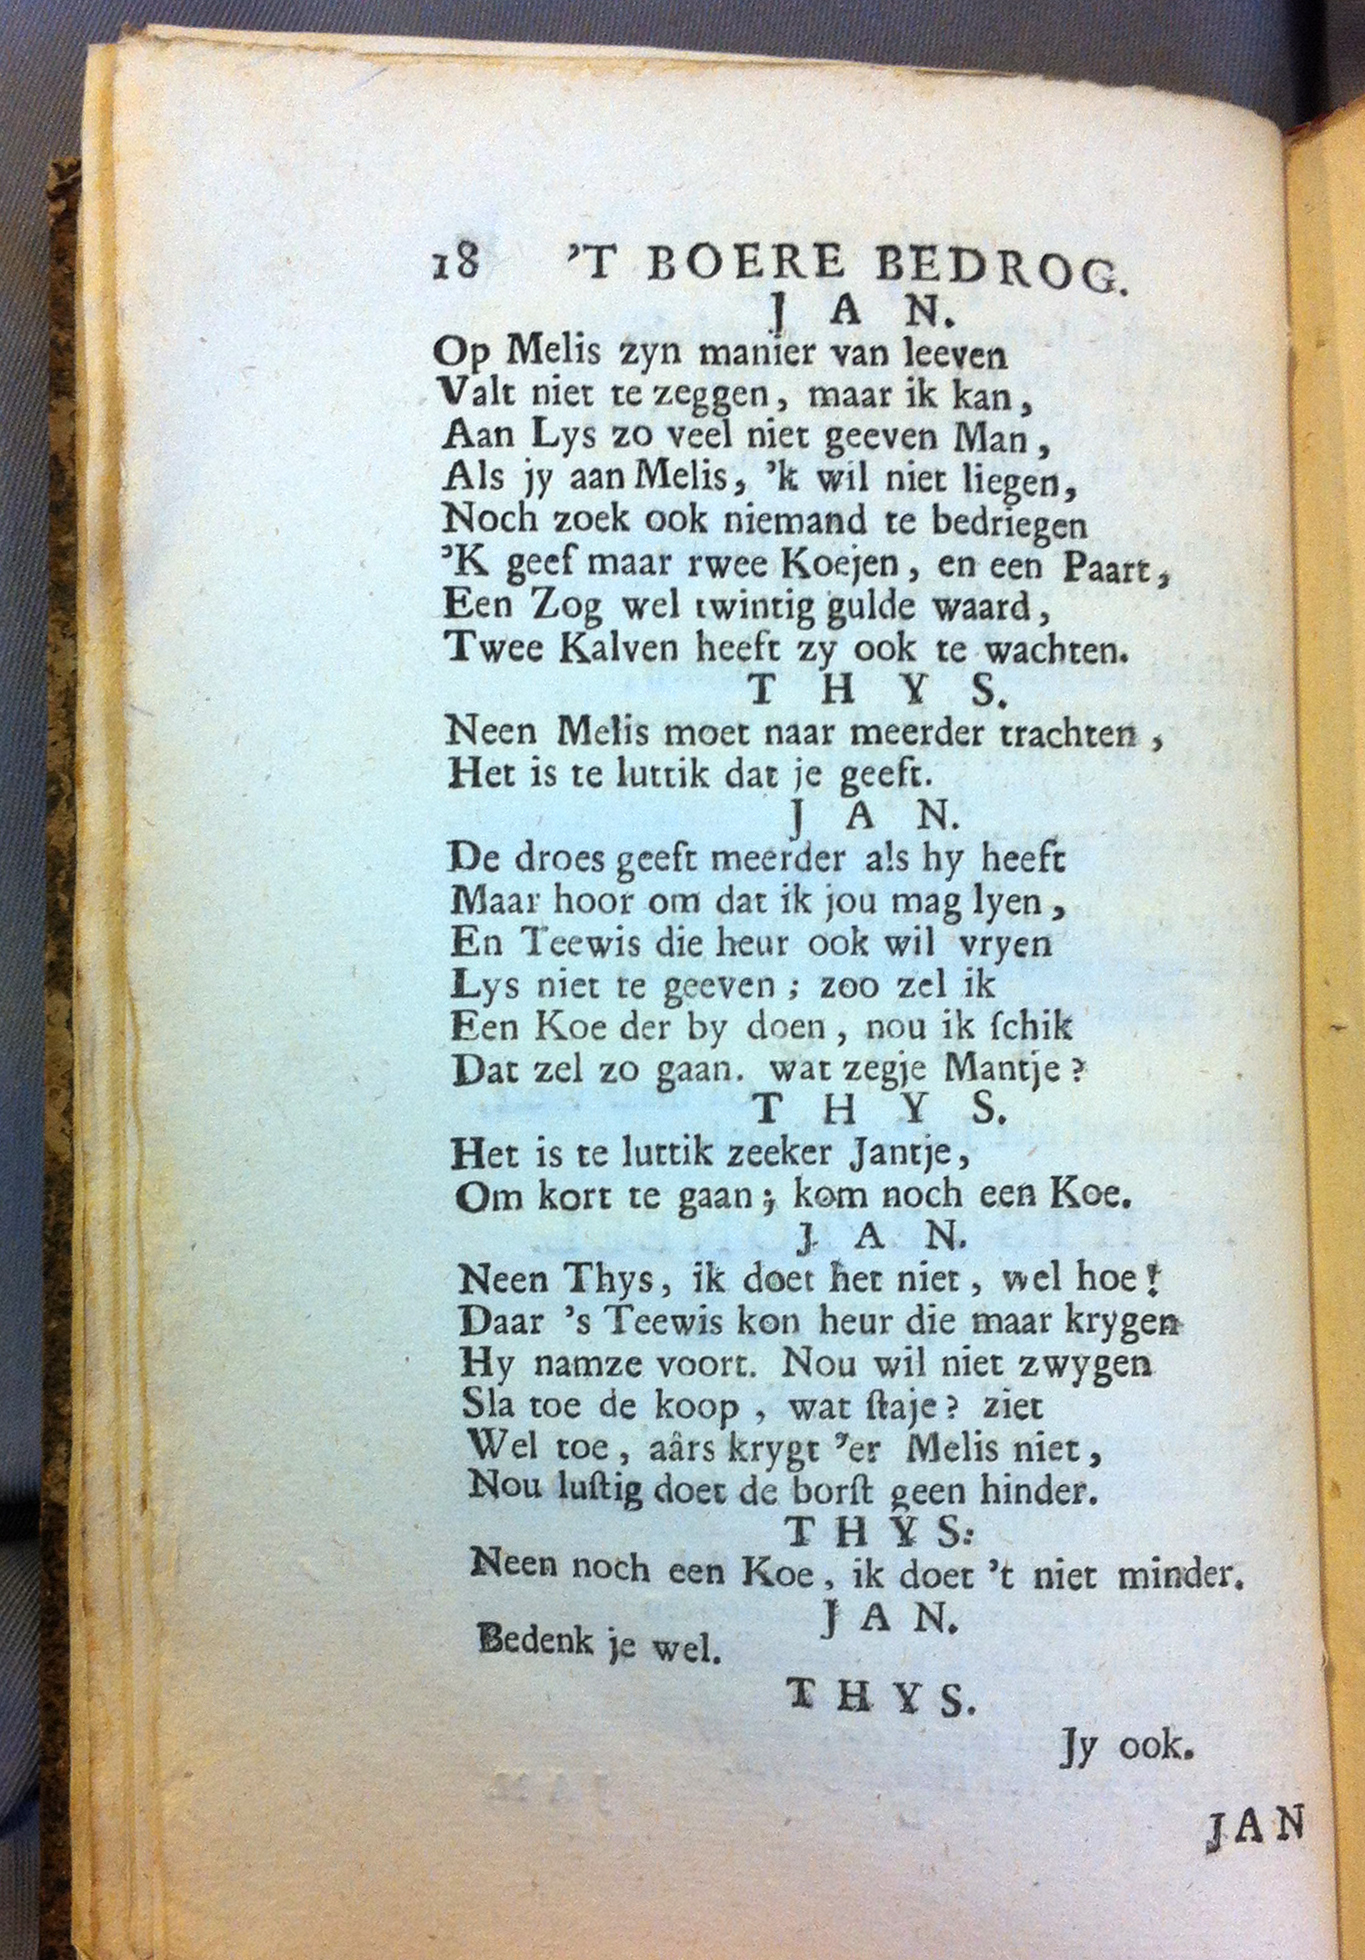 18 'T BOERE BEDROG.
JAN.
Op Melis zyn manier van leeven
Valt niet te zeggen, maar ik kan,
Aan Lys zo veel niet geeven Man,
Als jy aan Melis, 'k wil niet liegen,
Noch zoek ook niemand te bedriegen
'K geef maar rwee Koejen, en een Paart,
Een Zog wel twintig gulde waard,
Twee Kalven heeft zy ook te wachten.
THYS.
Neen Melis moet naar meerder trachten,
Het is te luttik dat je geeft.
JAN.
De droes geeft meerder als hy heeft
Maar hoor om dat ik jou mag lyen,
En Teewis die heur ook wil vryen
Lys niet te geeven; zoo zel ik
Een Koe der by doen, nou ik ſchik
Dat zel zo gaan. wat zegje Mantje?
THYS.
Het is te luttik zeeker Jantje,
Om kort te gaan; kom noch een Koe.
JAN.
Neen Thys, ik doet het niet, wel hoe!
Daar 's Teewis kon heur die maar krygen
Hy namze voort. Nou wil niet zwygen
Sla toe de koop, wat ſtaje? ziet
Wel toe, aârs krygt 'er Melis niet,
Nou luſtig doet de borſt geen hinder.
THYS:
Neen noch een Koe, ik doet 't niet minder.
JAN.
Bedenk je wel.
THYS.
Jy ook.
JAN